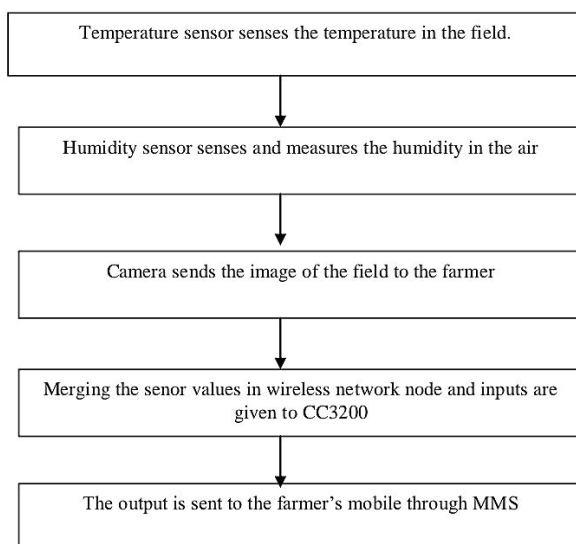 Temperature sensor senses the temperature in the field.
Humidity sensor senses and measures the humidity in the air
Camera sends the image of the field to the farmer
Merging the senor values in wireless network node and inputs are
given to CC3200
The output is sent to the farmer’s mobile through MMS